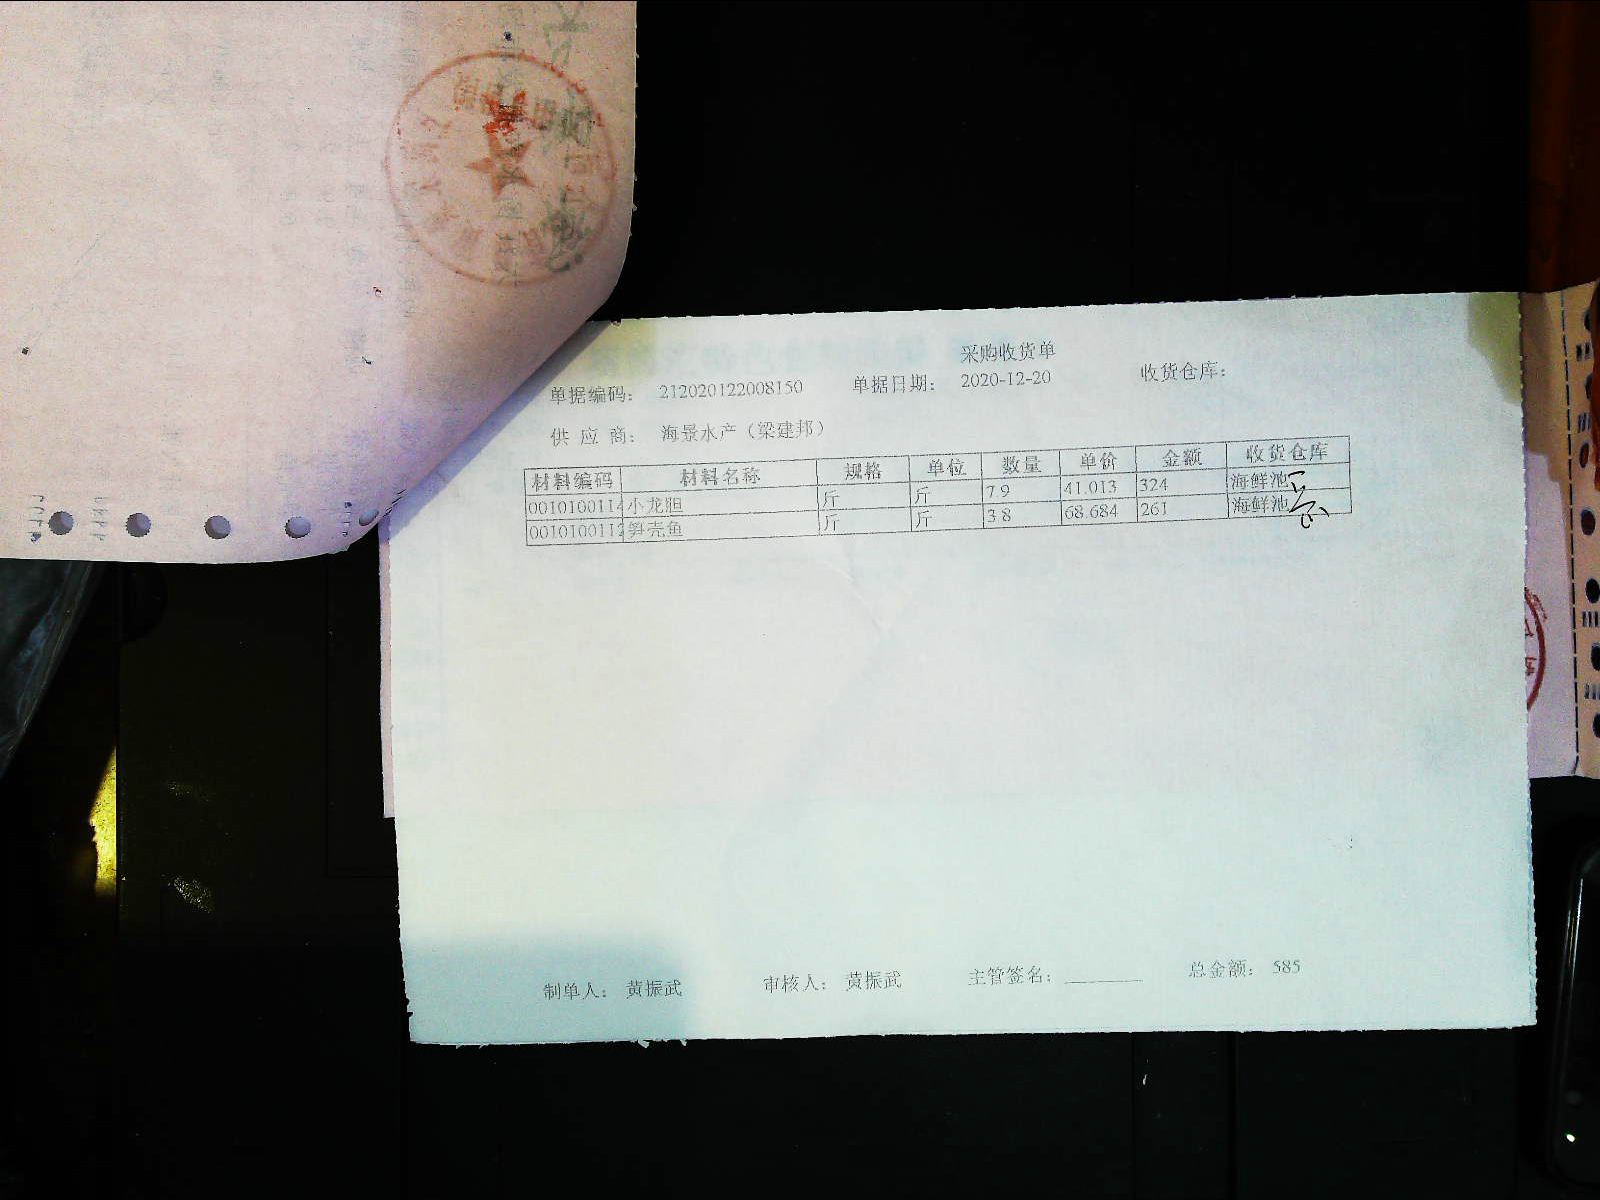 采购收货单
单据编码： 212020122008150 单据日期： 2020-12-20 收货仓库：
供 应 商： 海景水产（梁建邦）
材料编码 材料名称 规格 单位 数量 单价 金额 收货仓库
0010100114 小龙胆 斤 斤 7.9 41.013 324 海鲜池
0010100112 笋壳鱼 斤 斤 3.8 68.684 261 海鲜池
制单人： 黄振武 审核人： 黄振武 主管签名： ________ 总金额： 585